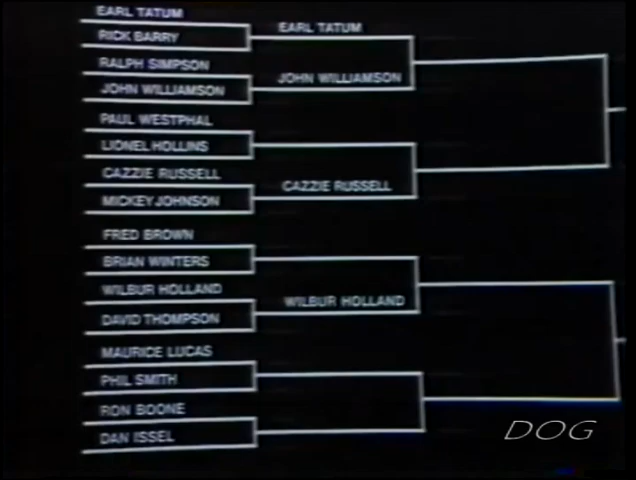 EARL TATUM
RICK BARRY
RALPH SIMPSON
JOHN WILLIAMSON
PAUL WESTPHAL
LIONEL HOLLINS
CAZZIE RUSSELL
MICKEY JOHNSON
FRED BROWN
BRIAN WINTERS
WILBUR HOLLAND
DAVID THOMPSON
MAURICE LUCAS
PHIL SMITH
RON BOONE
DAN ISSEL
EARL TATUM
JOHN WILLIAMSON
CAZZIE RUSSELL
WILBUR HOLLAND
DOG